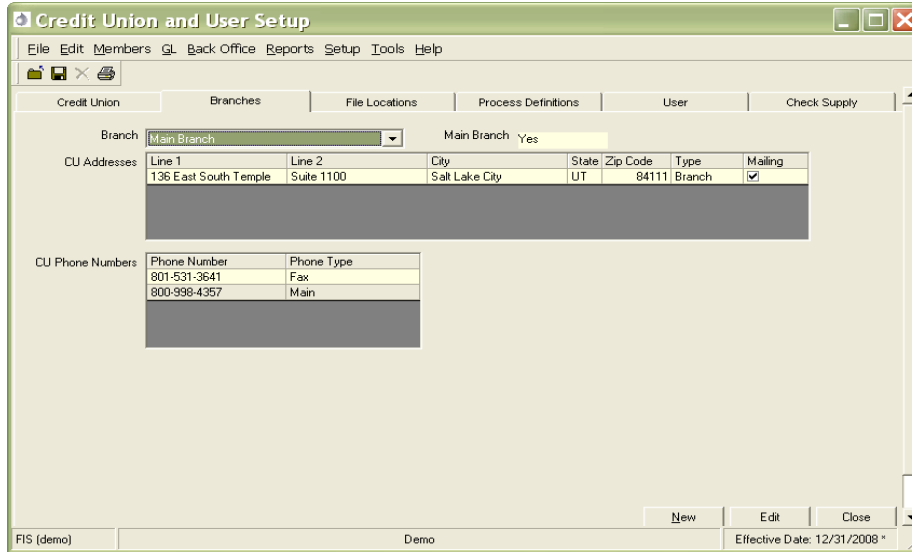 Credit Union and User Setup
File Edit Members GL Back Office Reports Setup Tools Help
Credit Union Branches File Locations Process Definitions User Check Supply
Branch Main Branch Main Branch Yes
CU Addresses Line 1 Line 2 City State Zip Code Type Mailing
136 East South Temple Suite 1100 Salt Lake City UT 84111 Branch
CU Phone Numbers Phone Number Phone Type
801-531-3641 Fax
800-998-4357 Main
New Edit Close
FIS (demo) Demo Effective Date: 12/31/2008 *